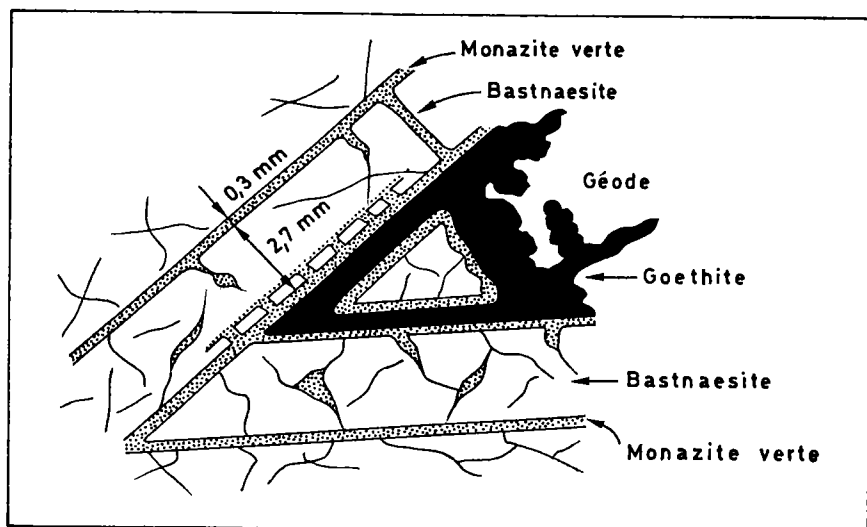 Monazite verte
Bastnaesite
0,3 mm
2,7 mm
Géode
Goethite
Bastnaesite
Monazite verte